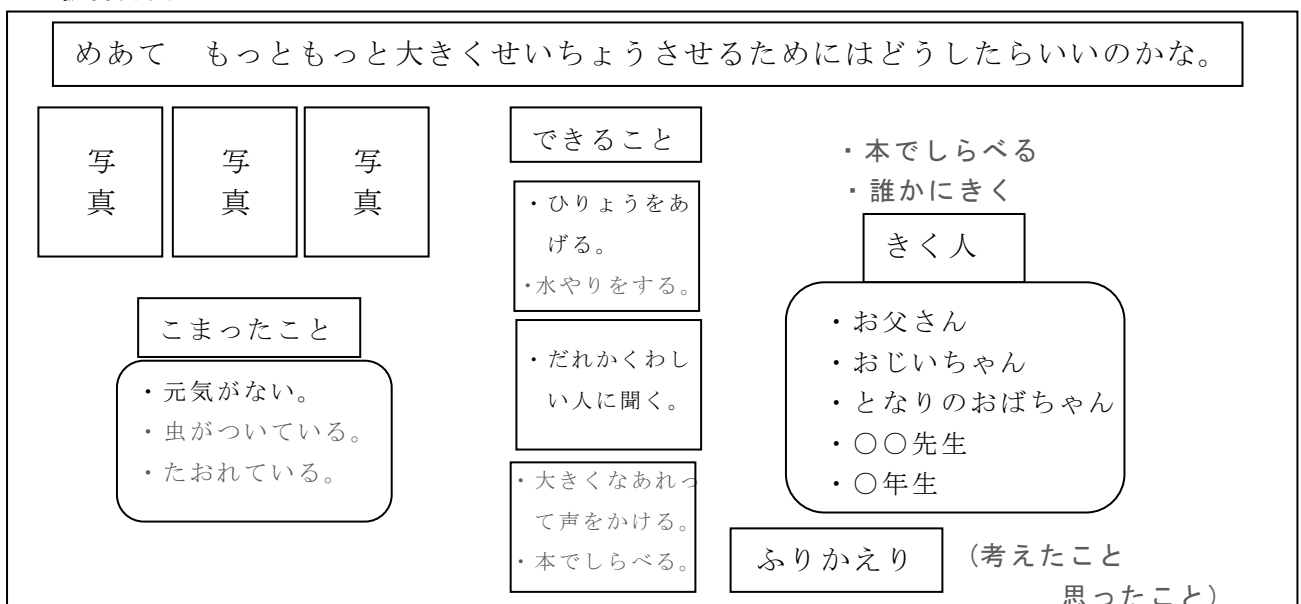 めあて　もっともっと大きくせいちょうさせるためにはどうしたらいいのかな。
写真
写真
写真
こまったこと
・元気がない。
・虫がついている。
・たおれている。
できること
・ひりょうをあ
げる。
・水やりをする。
・だれかくわし
い人に聞く。
・大きくなあれっ
て声をかける。
・本でしらべる。
・本でしらべる
・誰かにきく
きく人
・お父さん
・おじいちゃん
・となりのおばちゃん
・〇〇先生
・〇年生
ふりかえり
(考えたこと
思ったこと)